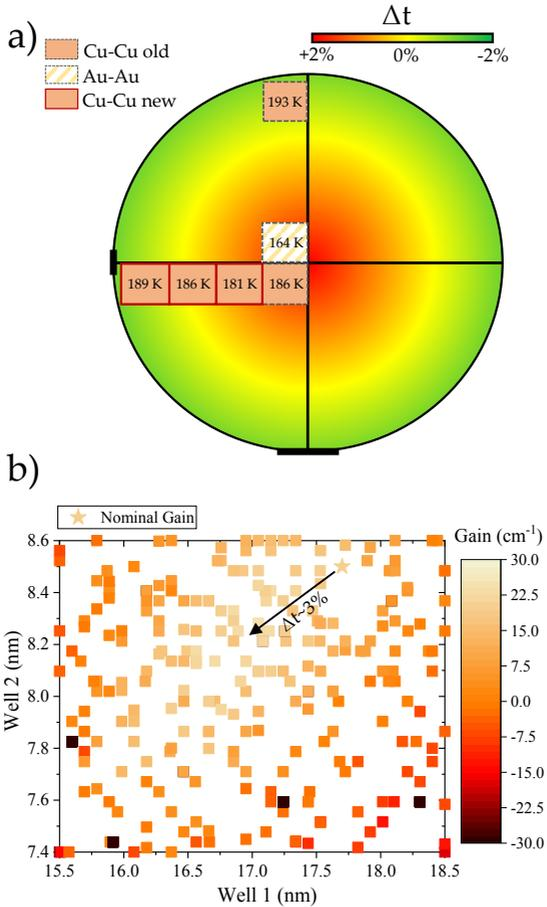 a)
Δt
+2% 0% -2%
Cu-Cu old
Au-Au
Cu-Cu new
193 K
164 K
189 K 186 K 181 K 186 K
b)
Nominal Gain
Gain (cm-1)
Δt~3%
8.6
8.4
8.2
8.0
7.8
7.6
7.4
Well 2 (nm)
15.5 16.0 16.5 17.0 17.5 18.0 18.5
Well 1 (nm)
30.0
22.5
15.0
7.5
0.0
-7.5
-15.0
-22.5
-30.0